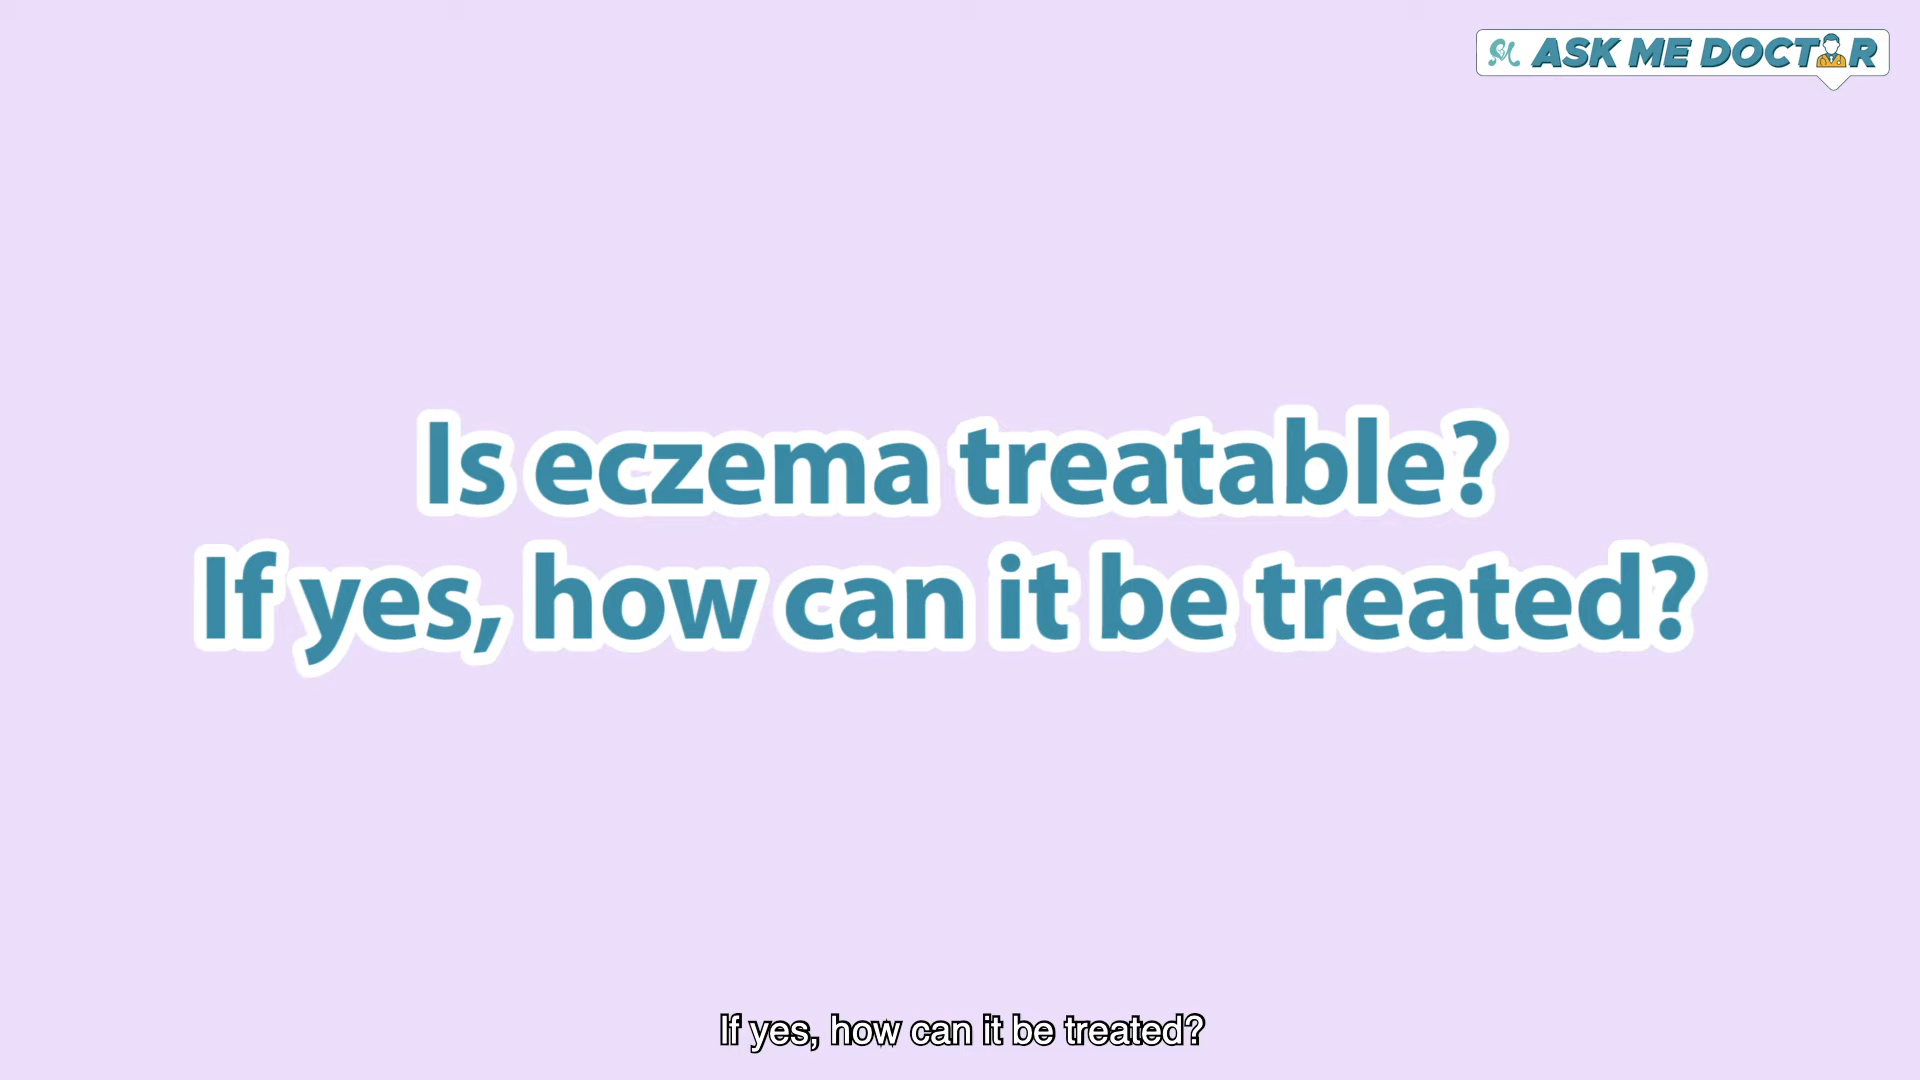 ASK ME DOCTOR
Is eczema treatable?
If yes, how can it be treated?
If yes, how can it be treated?